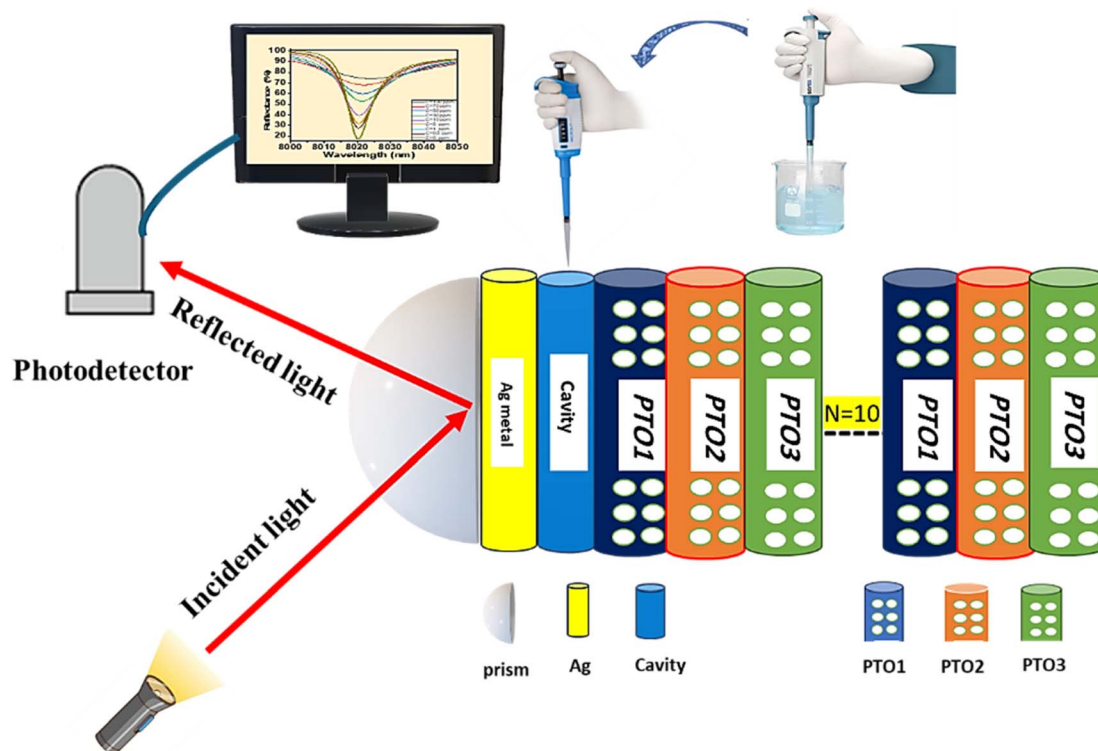 100
90
80
70
60
50
40
30
20
Reflectance (%)
8000 8010 8020 8030 8040 8050
Wavelength (nm)
Photodetector
Reflected light
Incident light
Ag metal
Cavity
PTO1
PTO2
PTO3
N=10
PTO1
PTO2
PTO3
prism
Ag
Cavity
PTO1
PTO2
PTO3